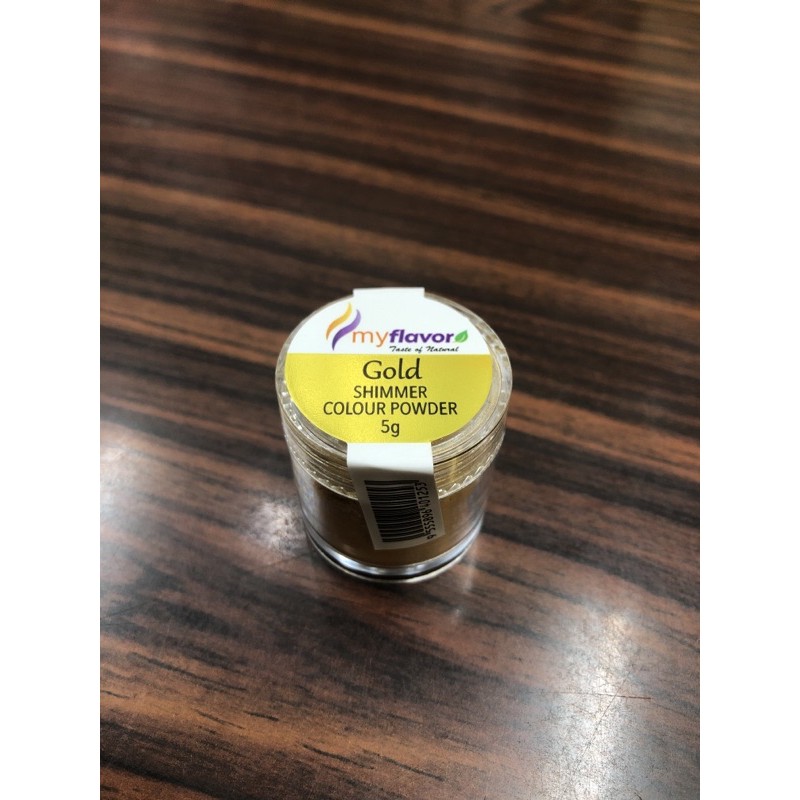 myflavor
Taste of Natural
Gold
SHIMMER
COLOUR POWDER
5g